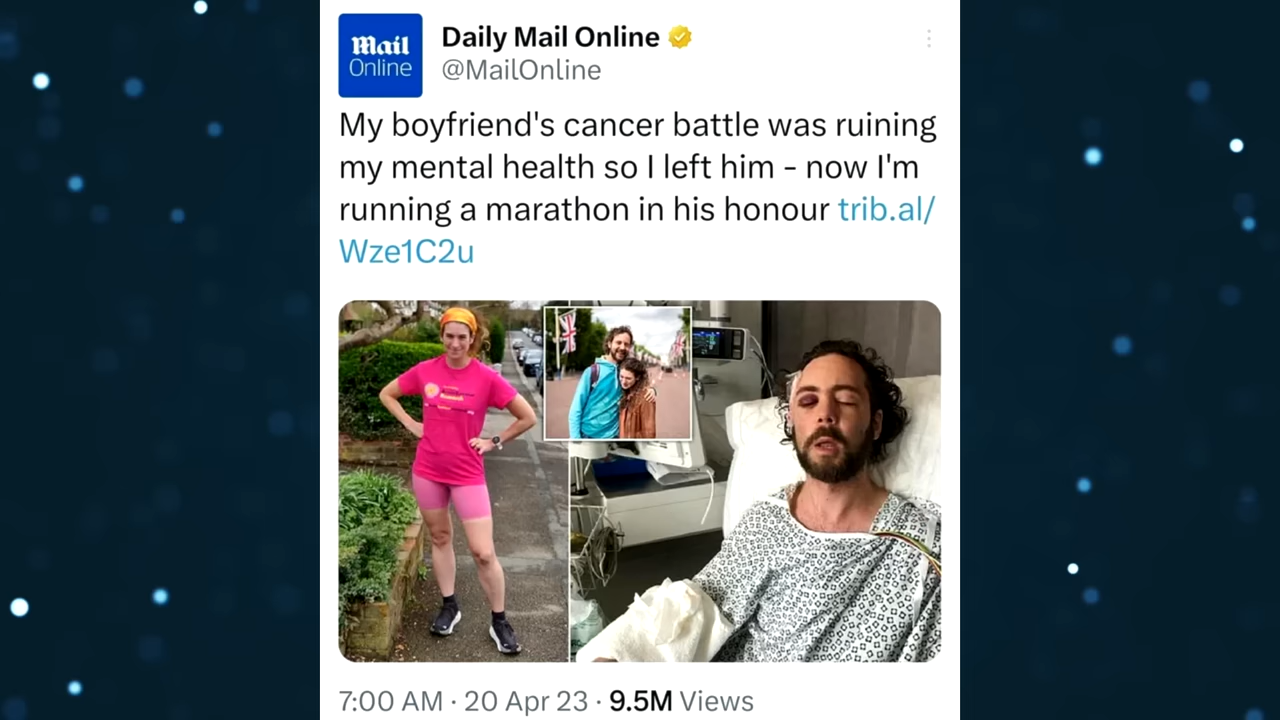 Mail
Online
Daily Mail Online
@MailOnline
My boyfriend's cancer battle was ruining
my mental health so I left him - now I'm
running a marathon in his honour trib.al/
Wze1C2u
Research
7:00 AM · 20 Apr 23 · 9.5M Views